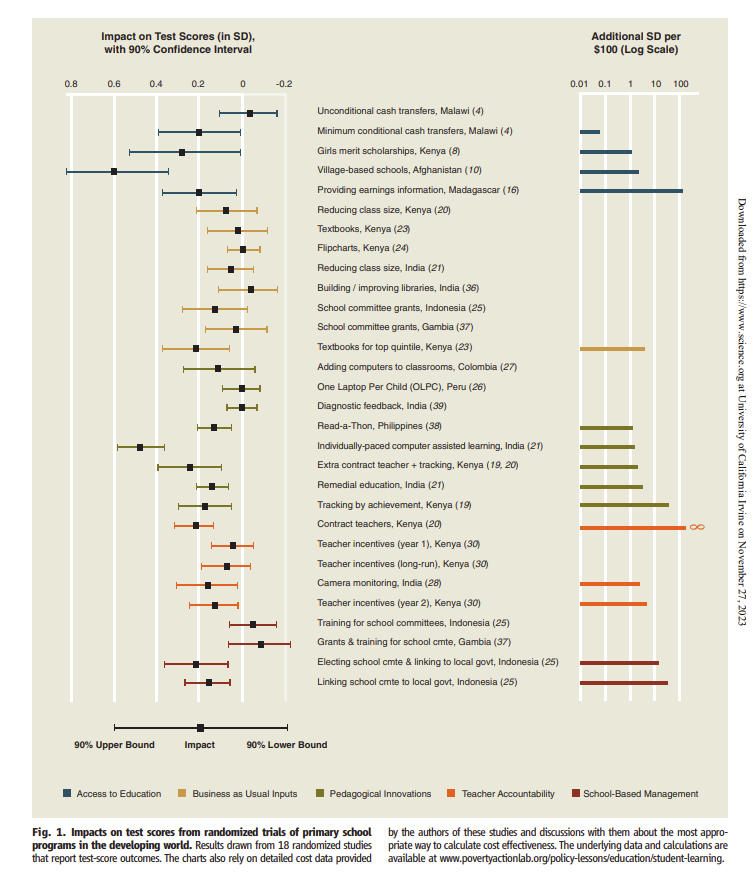 Impact on Test Scores (in SD),
with 90% Confidence Interval
Additional SD per
$100 (Log Scale)
0.8 0.6 0.4 0.2 0 -0.2
0.01 0.1 1 10 100
Unconditional cash transfers, Malawi (4)
Minimum conditional cash transfers, Malawi (4)
Girls merit scholarships, Kenya (8)
Village-based schools, Afghanistan (10)
Providing earnings information, Madagascar (16)
Reducing class size, Kenya (20)
Textbooks, Kenya (23)
Flipcharts, Kenya (24)
Reducing class size, India (21)
Building / improving libraries, India (36)
School committee grants, Indonesia (25)
School committee grants, Gambia (37)
Textbooks for top quintile, Kenya (23)
Adding computers to classrooms, Colombia (27)
One Laptop Per Child (OLPC), Peru (26)
Diagnostic feedback, India (39)
Read-a-Thon, Philippines (38)
Individually-paced computer assisted learning, India (21)
Extra contract teacher + tracking, Kenya (19, 20)
Remedial education, India (21)
Tracking by achievement, Kenya (19)
Contract teachers, Kenya (20)
∞
Teacher incentives (year 1), Kenya (30)
Teacher incentives (long-run), Kenya (30)
Camera monitoring, India (28)
Teacher incentives (year 2), Kenya (30)
Training for school committees, Indonesia (25)
Grants & training for school cmte, Gambia (37)
Electing school cmte & linking to local govt, Indonesia (25)
Linking school cmte to local govt, Indonesia (25)
90% Upper Bound Impact 90% Lower Bound
Access to Education Business as Usual Inputs Pedagogical Innovations Teacher Accountability School-Based Management
Fig. 1. Impacts on test scores from randomized trials of primary school
programs in the developing world. Results drawn from 18 randomized studies
that report test-score outcomes. The charts also rely on detailed cost data provided
by the authors of these studies and discussions with them about the most appro-
priate way to calculate cost effectiveness. The underlying data and calculations are
available at www.povertyactionlab.org/policy-lessons/education/student-learning.
Downloaded from https://www.science.org at University of California Irvine on November 27, 2023